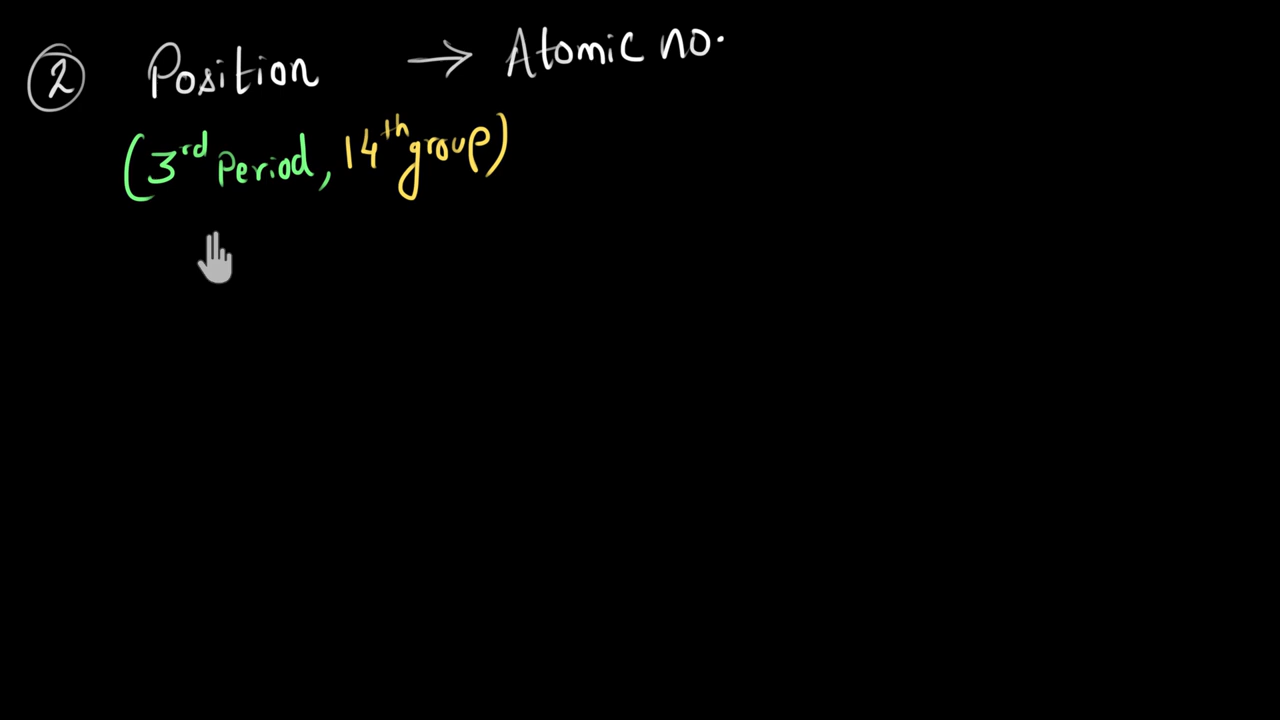 ② Position → Atomic no.
(3rd Period, 14th group)